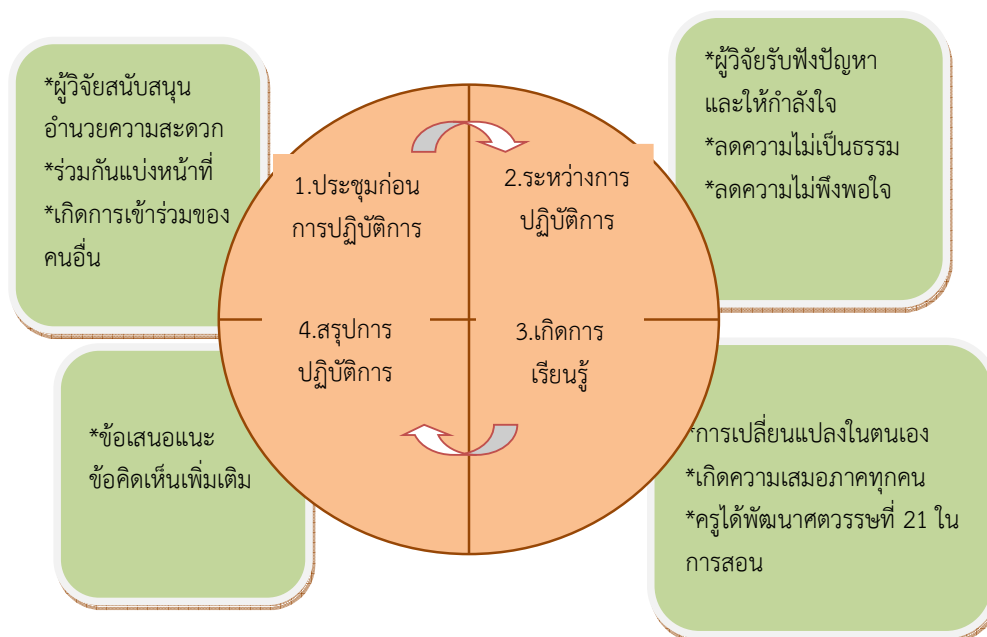 *ผู้วิจัยสนับสนุน
อำนวยความสะดวก
*ร่วมกันแบ่งหน้าที่
*เกิดการเข้าร่วมของ
คนอื่น
1.ประชุมก่อน
การปฏิบัติการ
2.ระหว่างการ
ปฏิบัติการ
*ผู้วิจัยรับฟังปัญหา
และให้กำลังใจ
*ลดความไม่เป็นธรรม
*ลดความไม่พึงพอใจ
*ข้อเสนอแนะ
ข้อคิดเห็นเพิ่มเติม
4.สรุปการ
ปฏิบัติการ
3.เกิดการ
เรียนรู้
*การเปลี่ยนแปลงในตนเอง
*เกิดความเสมอภาคทุกคน
*ครูได้พัฒนาศตวรรษที่ 21 ใน
การสอน